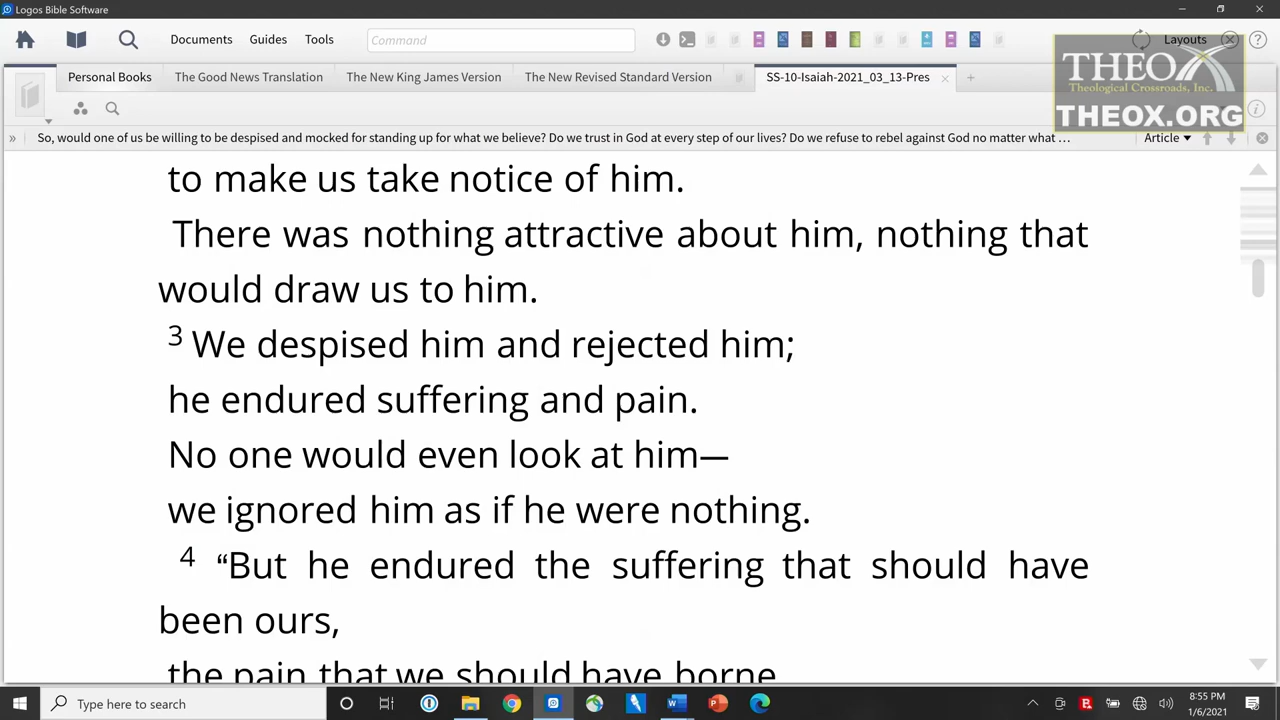 Logos Bible Software
Documents Guides Tools Command Layouts
THEOX
Theological Crossroads, Inc.
THEOX.ORG
Personal Books The Good News Translation The New King James Version The New Revised Standard Version SS-10-Isaiah-2021_03_13-Pres
So, would one of us be willing to be despised and mocked for standing up for what we believe? Do we trust in God at every step of our lives? Do we refuse to rebel against God no matter what … Article
to make us take notice of him.
There was nothing attractive about him, nothing that
would draw us to him.
3 We despised him and rejected him;
he endured suffering and pain.
No one would even look at him—
we ignored him as if he were nothing.
4 “But he endured the suffering that should have
been ours,
the pain that we should have borne
Type here to search
8:55 PM
1/6/2021